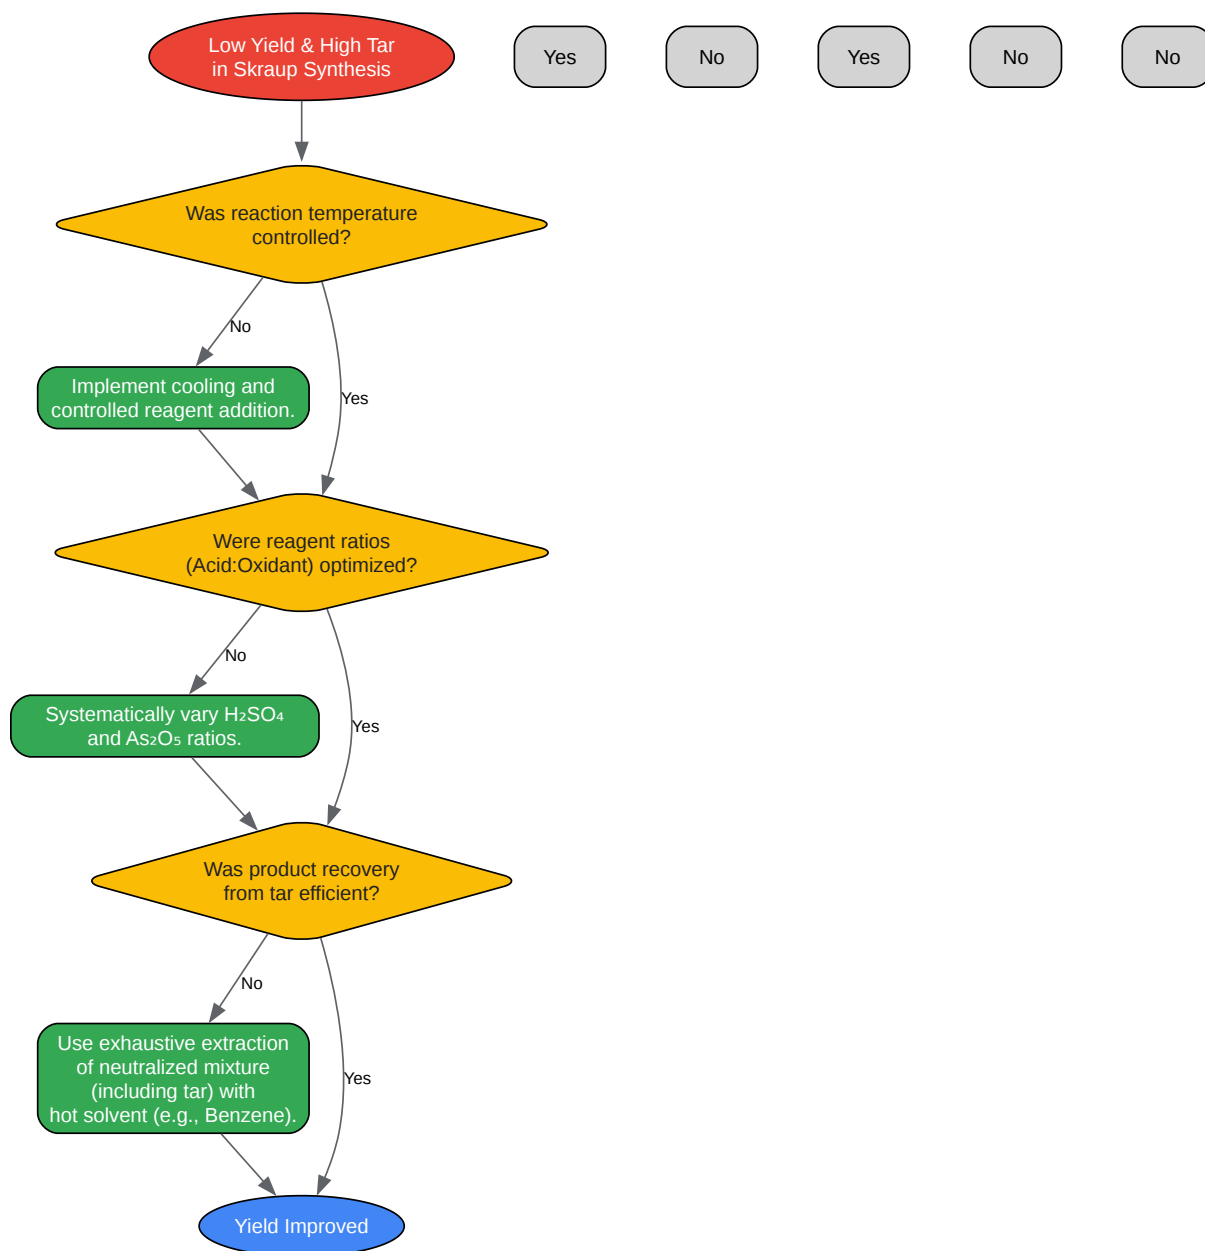 Low Yield & High Tar
in Skraup Synthesis
Yes
No
Yes
No
No
Was reaction temperature
controlled?
No
Yes
Implement cooling and
controlled reagent addition.
Were reagent ratios
(Acid:Oxidant) optimized?
No
Yes
Systematically vary H₂SO₄
and As₂O₅ ratios.
Was product recovery
from tar efficient?
No
Yes
Use exhaustive extraction
of neutralized mixture
(including tar) with
hot solvent (e.g., Benzene).
Yield Improved